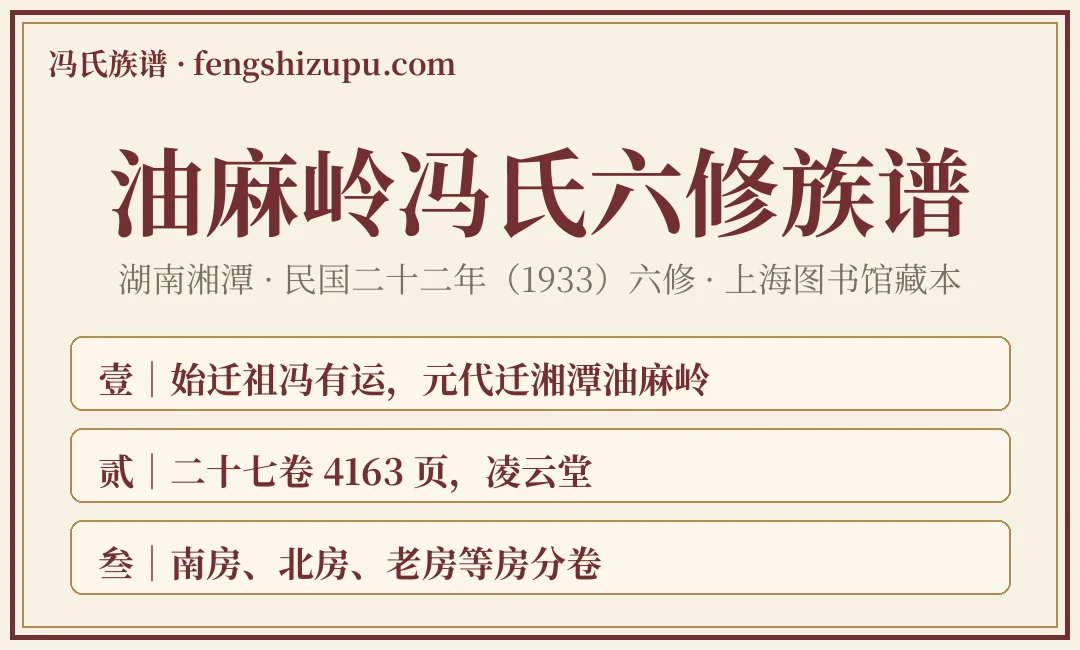 冯氏族谱 · fengshizupu.com
油麻岭冯氏六修族谱
湖南湘潭 · 民国二十二年（1933）六修 · 上海图书馆藏本
壹｜始迁祖冯有运，元代迁湘潭油麻岭
贰｜二十七卷 4163 页，凌云堂
叁｜南房、北房、老房等房分卷